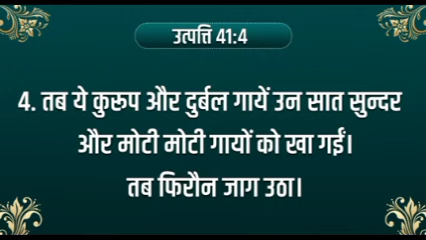 उत्पत्ति 41:4
4. तब ये कुरूप और दुर्बल गायें उन सात सुन्दर
और मोटी मोटी गायों को खा गईं।
तब फिरौन जाग उठा।